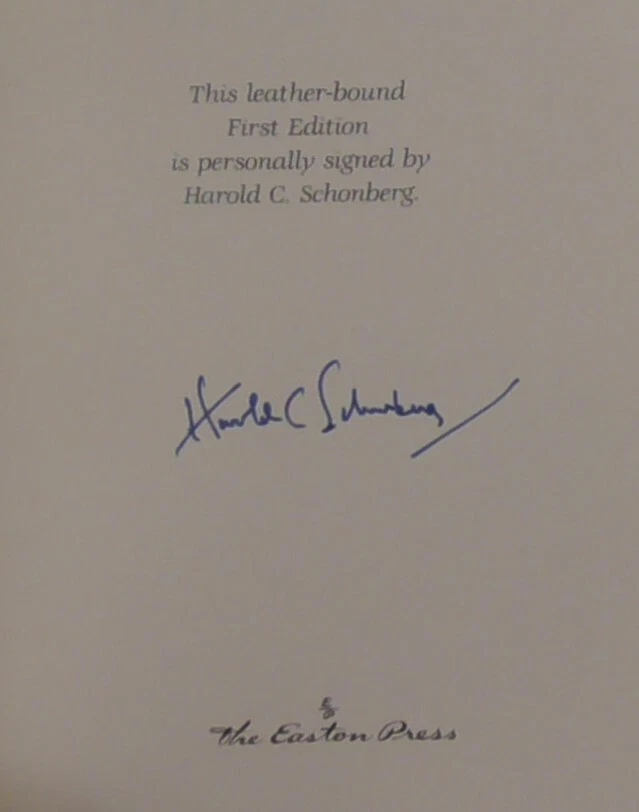 This leather-bound
First Edition
is personally signed by
Harold C. Schonberg.
Harold C Schonberg
the Easton Press